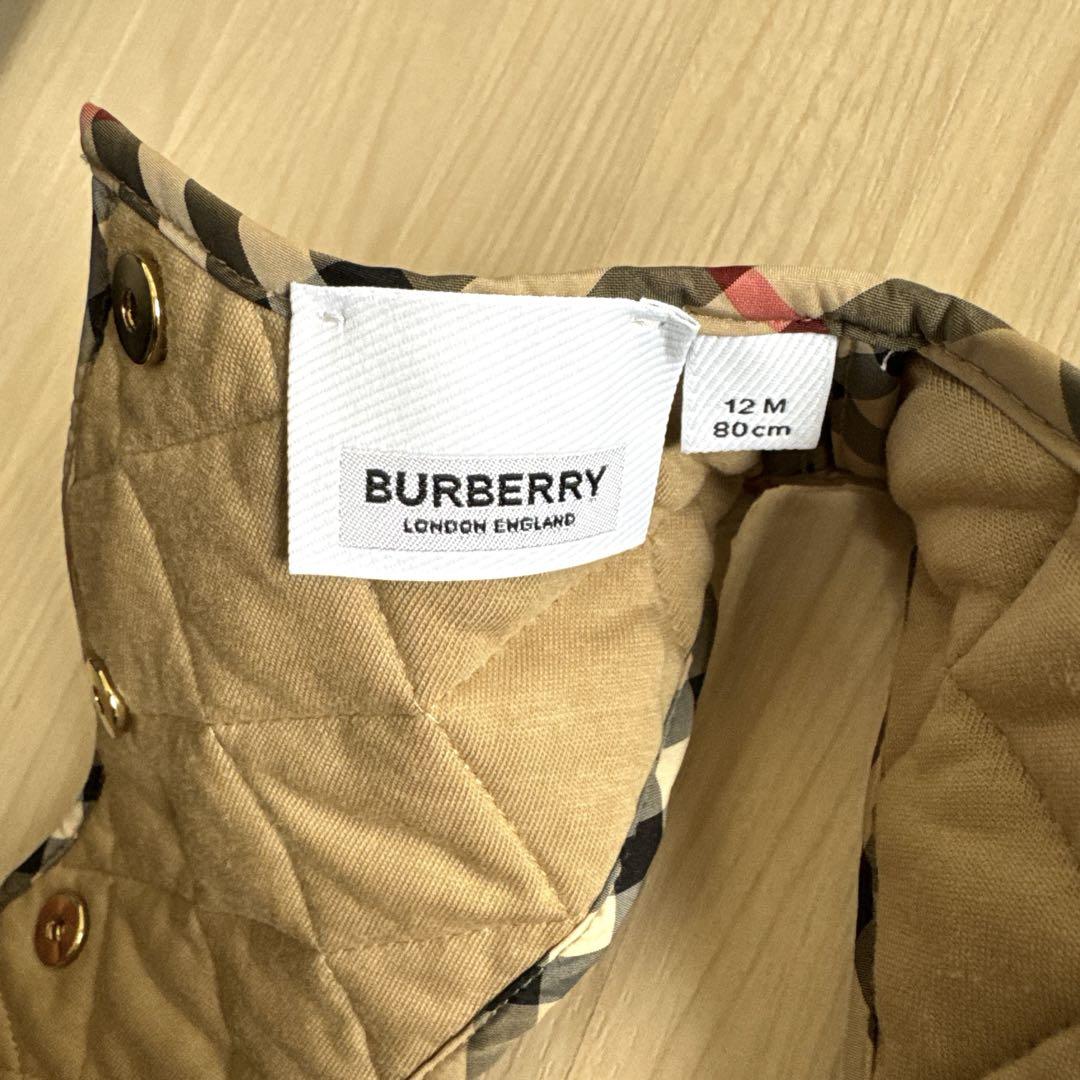 BURBERRY
LONDON ENGLAND
12 M
80cm